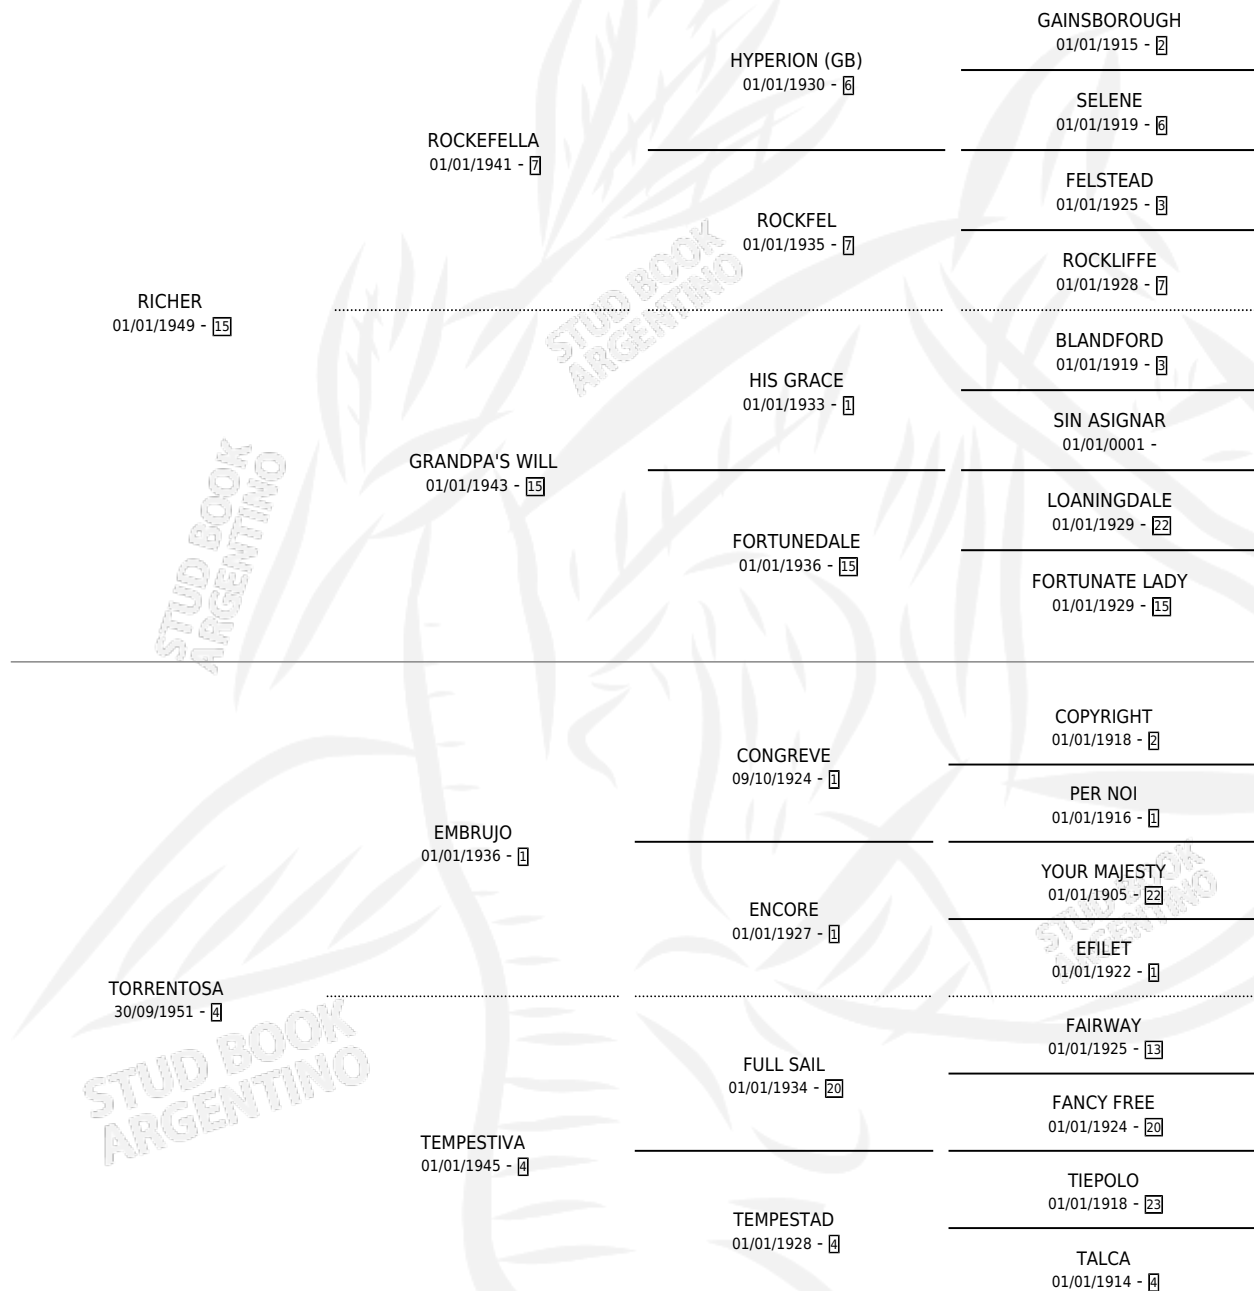 RICHER
01/01/1949 - 15
ROCKEFELLA
01/01/1941 - 7
GRANDPA'S WILL
01/01/1943 - 15
HYPERION (GB)
01/01/1930 - 6
ROCKFEL
01/01/1935 - 7
HIS GRACE
01/01/1933 - 1
FORTUNEDALE
01/01/1936 - 15
GAINSBOROUGH
01/01/1915 - 2
SELENE
01/01/1919 - 6
FELSTEAD
01/01/1925 - 3
ROCKLIFFE
01/01/1928 - 7
BLANDFORD
01/01/1919 - 3
SIN ASIGNAR
01/01/0001 -
LOANINGDALE
01/01/1929 - 22
FORTUNATE LADY
01/01/1929 - 15
TORRENTOSA
30/09/1951 - 4
EMBRUJO
01/01/1936 - 1
TEMPESTIVA
01/01/1945 - 4
CONGREVE
09/10/1924 - 1
ENCORE
01/01/1927 - 1
FULL SAIL
01/01/1934 - 20
TEMPESTAD
01/01/1928 - 4
COPYRIGHT
01/01/1918 - 2
PER NOI
01/01/1916 - 1
YOUR MAJESTY
01/01/1905 - 22
EFILET
01/01/1922 - 1
FAIRWAY
01/01/1925 - 13
FANCY FREE
01/01/1924 - 20
TIEPOLO
01/01/1918 - 23
TALCA
01/01/1914 - 4
STUD BOOK
ARGENTINO
STUD BOOK
ARGENTINO
STUD BOOK
ARGENTINO
STUD BOOK
ARGENTINO